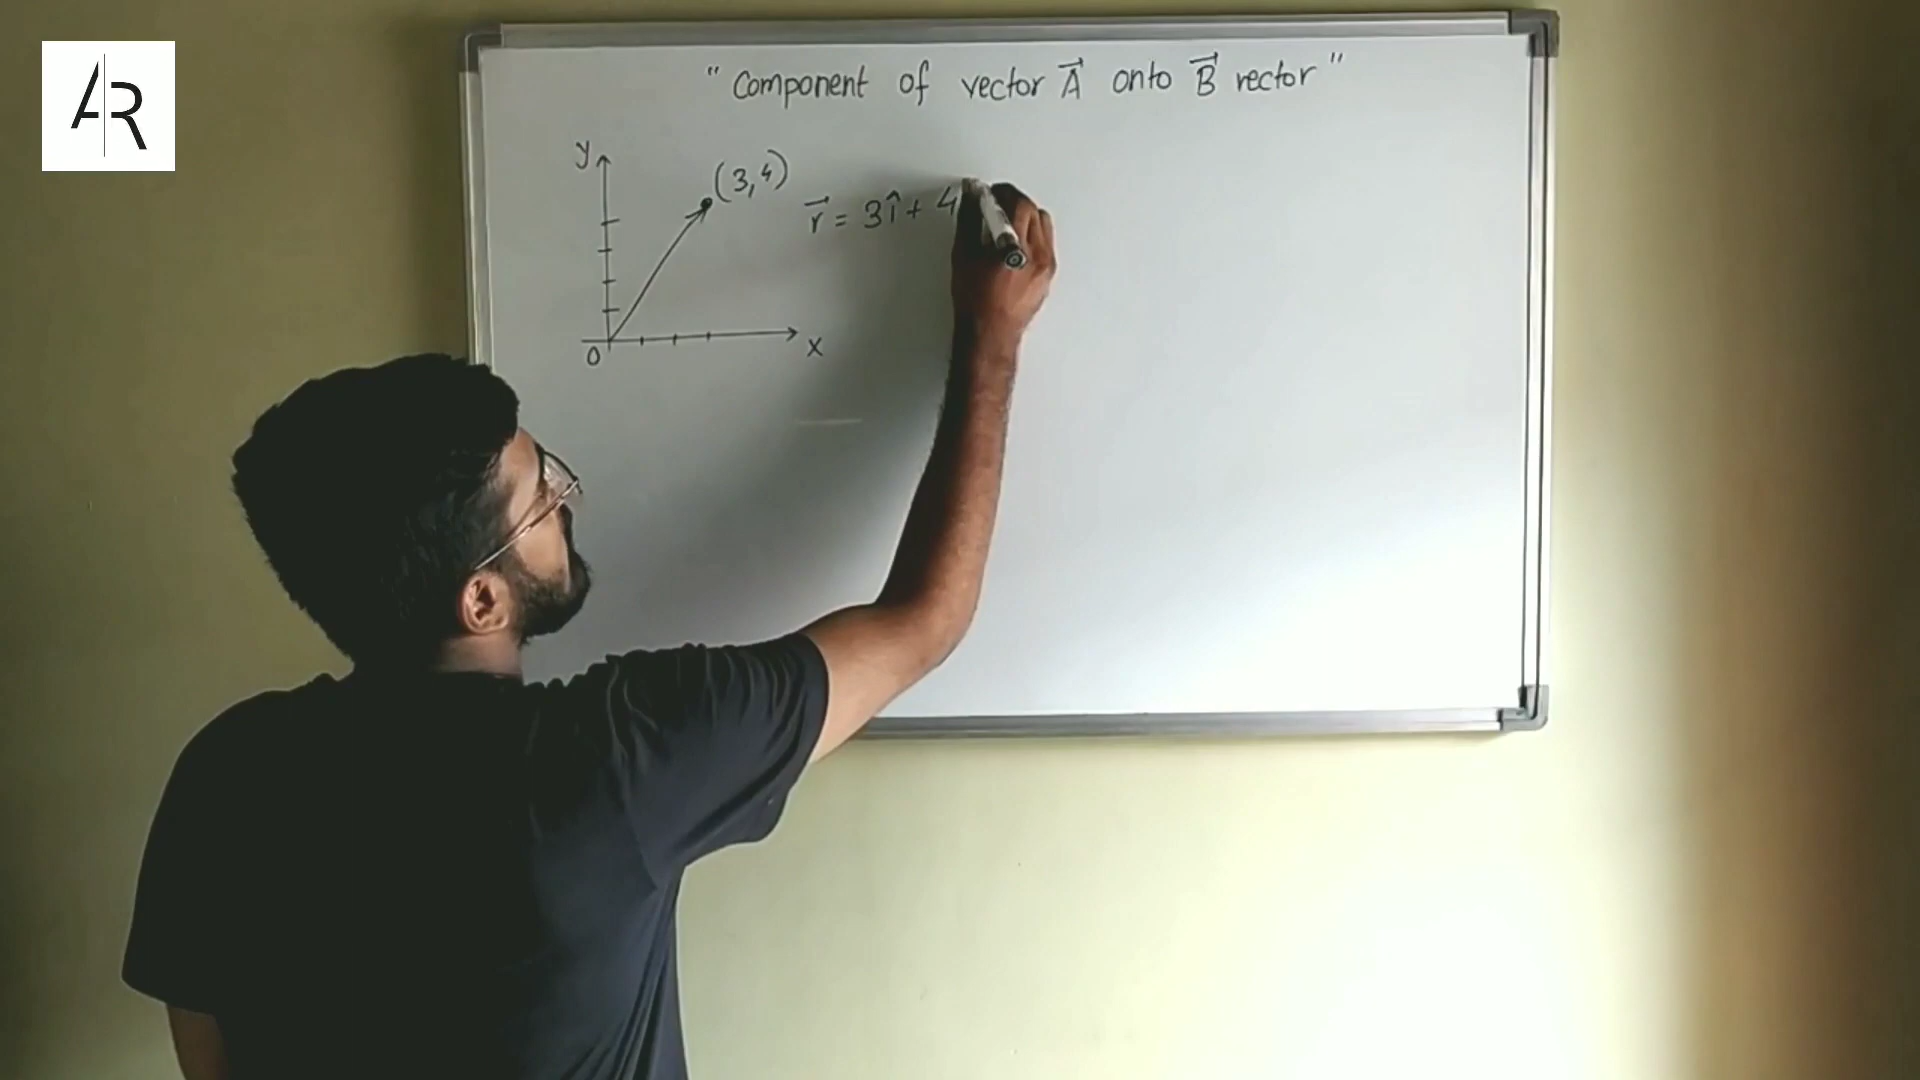 AR
"Component of vector A⃗ onto B⃗ vector"
y
(3,4)
r⃗ = 3î + 4
x
0